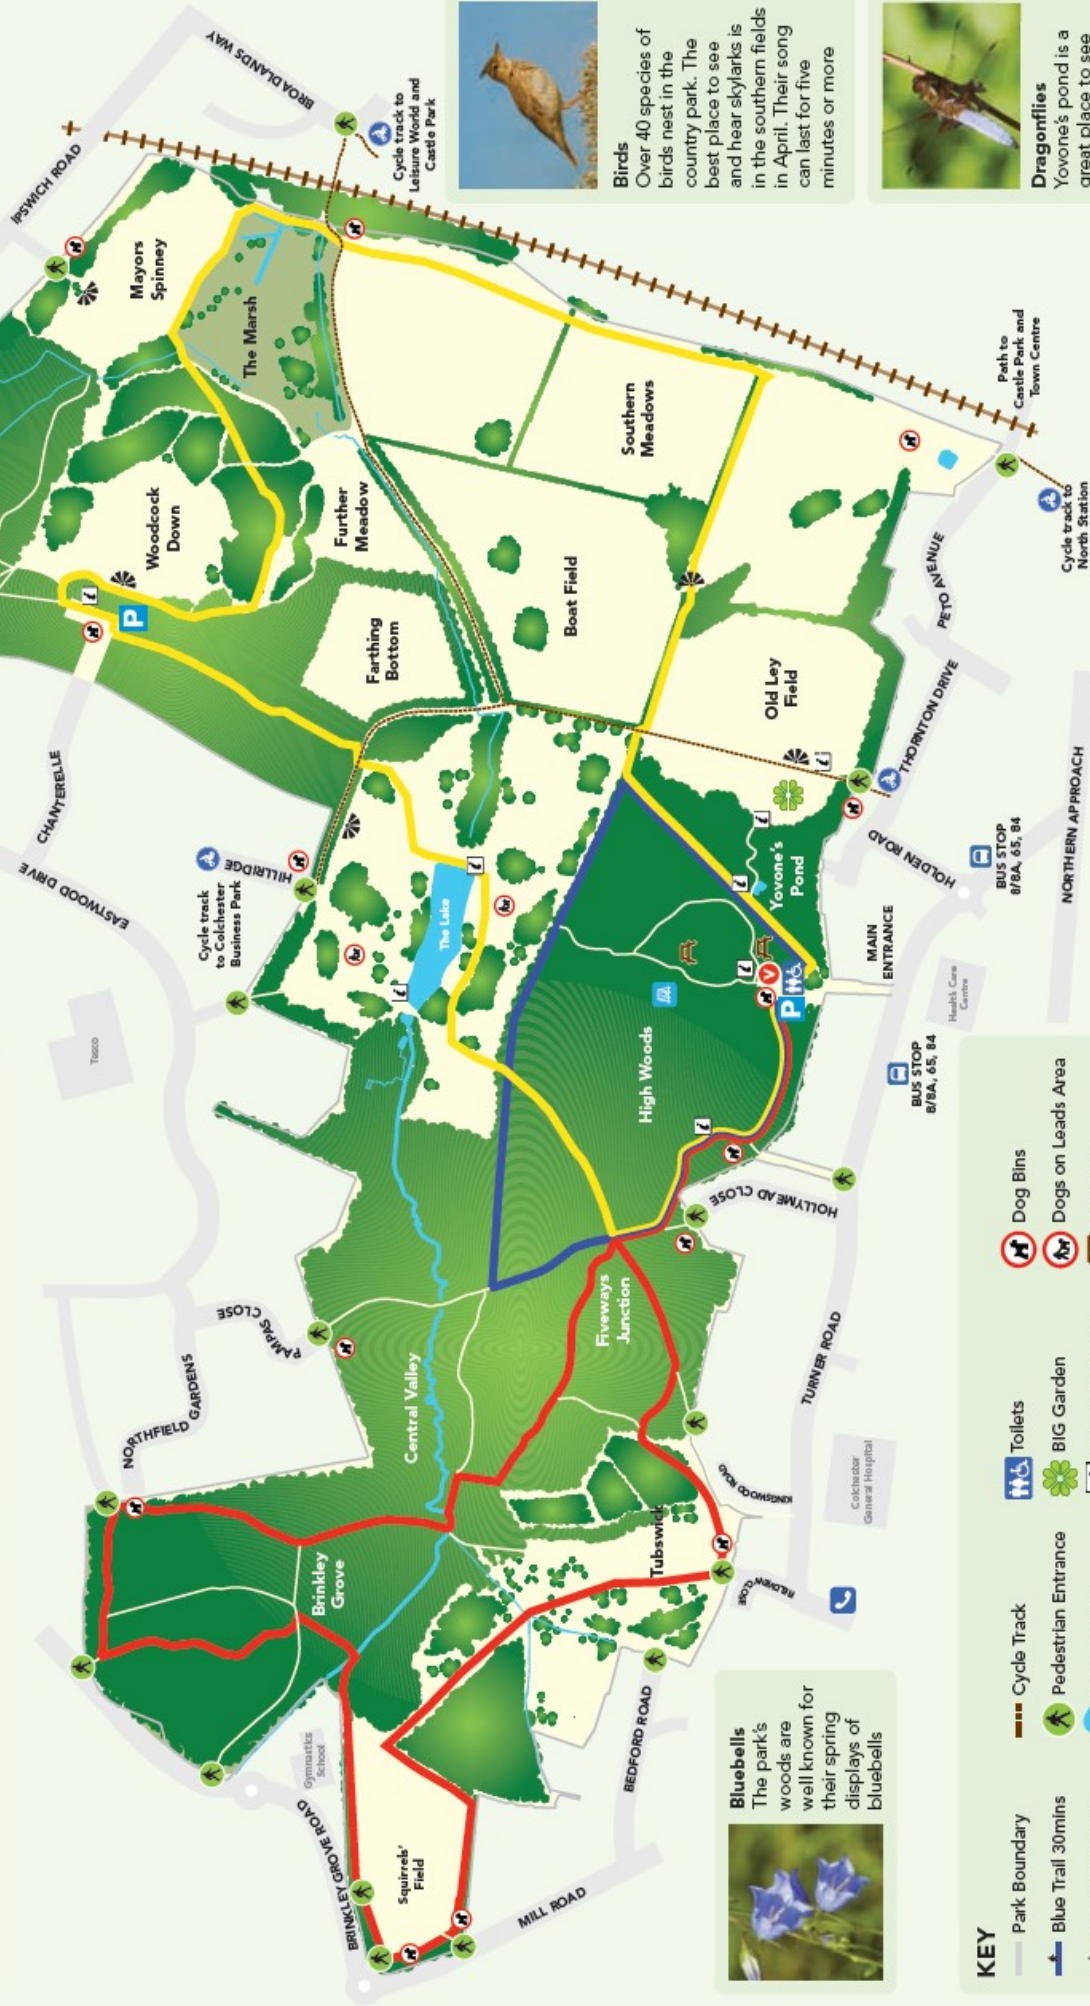 IPSWICH ROAD
BROADLANDS WAY
Cycle track to
Leisure World and
Castle Park
Mayors
Spinney
The Marsh
Woodcock
Down
Further
Meadow
Farthing
Bottom
Southern
Meadows
Boat Field
Old Ley
Field
Path to
Castle Park and
Town Centre
Cycle track to
North Station
PETO AVENUE
THORNTON DRIVE
HOLDEN ROAD
BUS STOP
8/8A, 65, 84
NORTHERN APPROACH
CHANTERELLE
EASTWOOD DRIVE
HILLRIDGE
Cycle track
to Colchester
Business Park
Tesco
The Lake
Yovone's
Pond
P
P
V
MAIN
ENTRANCE
Health Care
Centre
High Woods
BUS STOP
8/8A, 65, 84
HOLLYMEAD CLOSE
Fiveways
Junction
TURNER ROAD
PAMPAS CLOSE
NORTHFIELD GARDENS
Central Valley
KINGSWOOD ROAD
Colchester
General Hospital
Tubswick
Brinkley
Grove
Gymnastics
School
BRINKLEY GROVE ROAD
Squirrels'
Field
MILL ROAD
BEDFORD ROAD
Birds
Over 40 species of
birds nest in the
country park. The
best place to see
and hear skylarks is
in the southern fields
in April. Their song
can last for five
minutes or more
Dragonflies
Yovone's pond is a
great place to see
Bluebells
The park's
woods are
well known for
their spring
displays of
bluebells
KEY
Park Boundary
Cycle Track
Toilets
Dog Bins
Blue Trail 30mins
Pedestrian Entrance
BIG Garden
Dogs on Leads Area